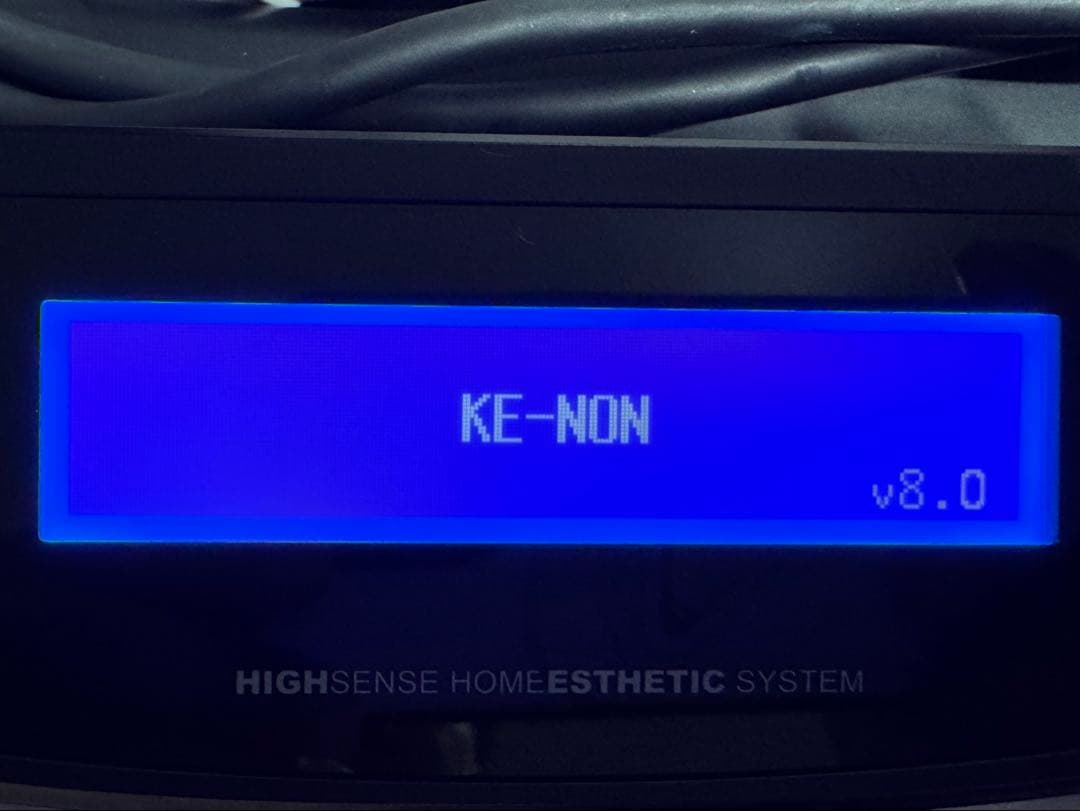 KE-NON
v8.0
HIGHSENSE HOMEESTHETIC SYSTEM